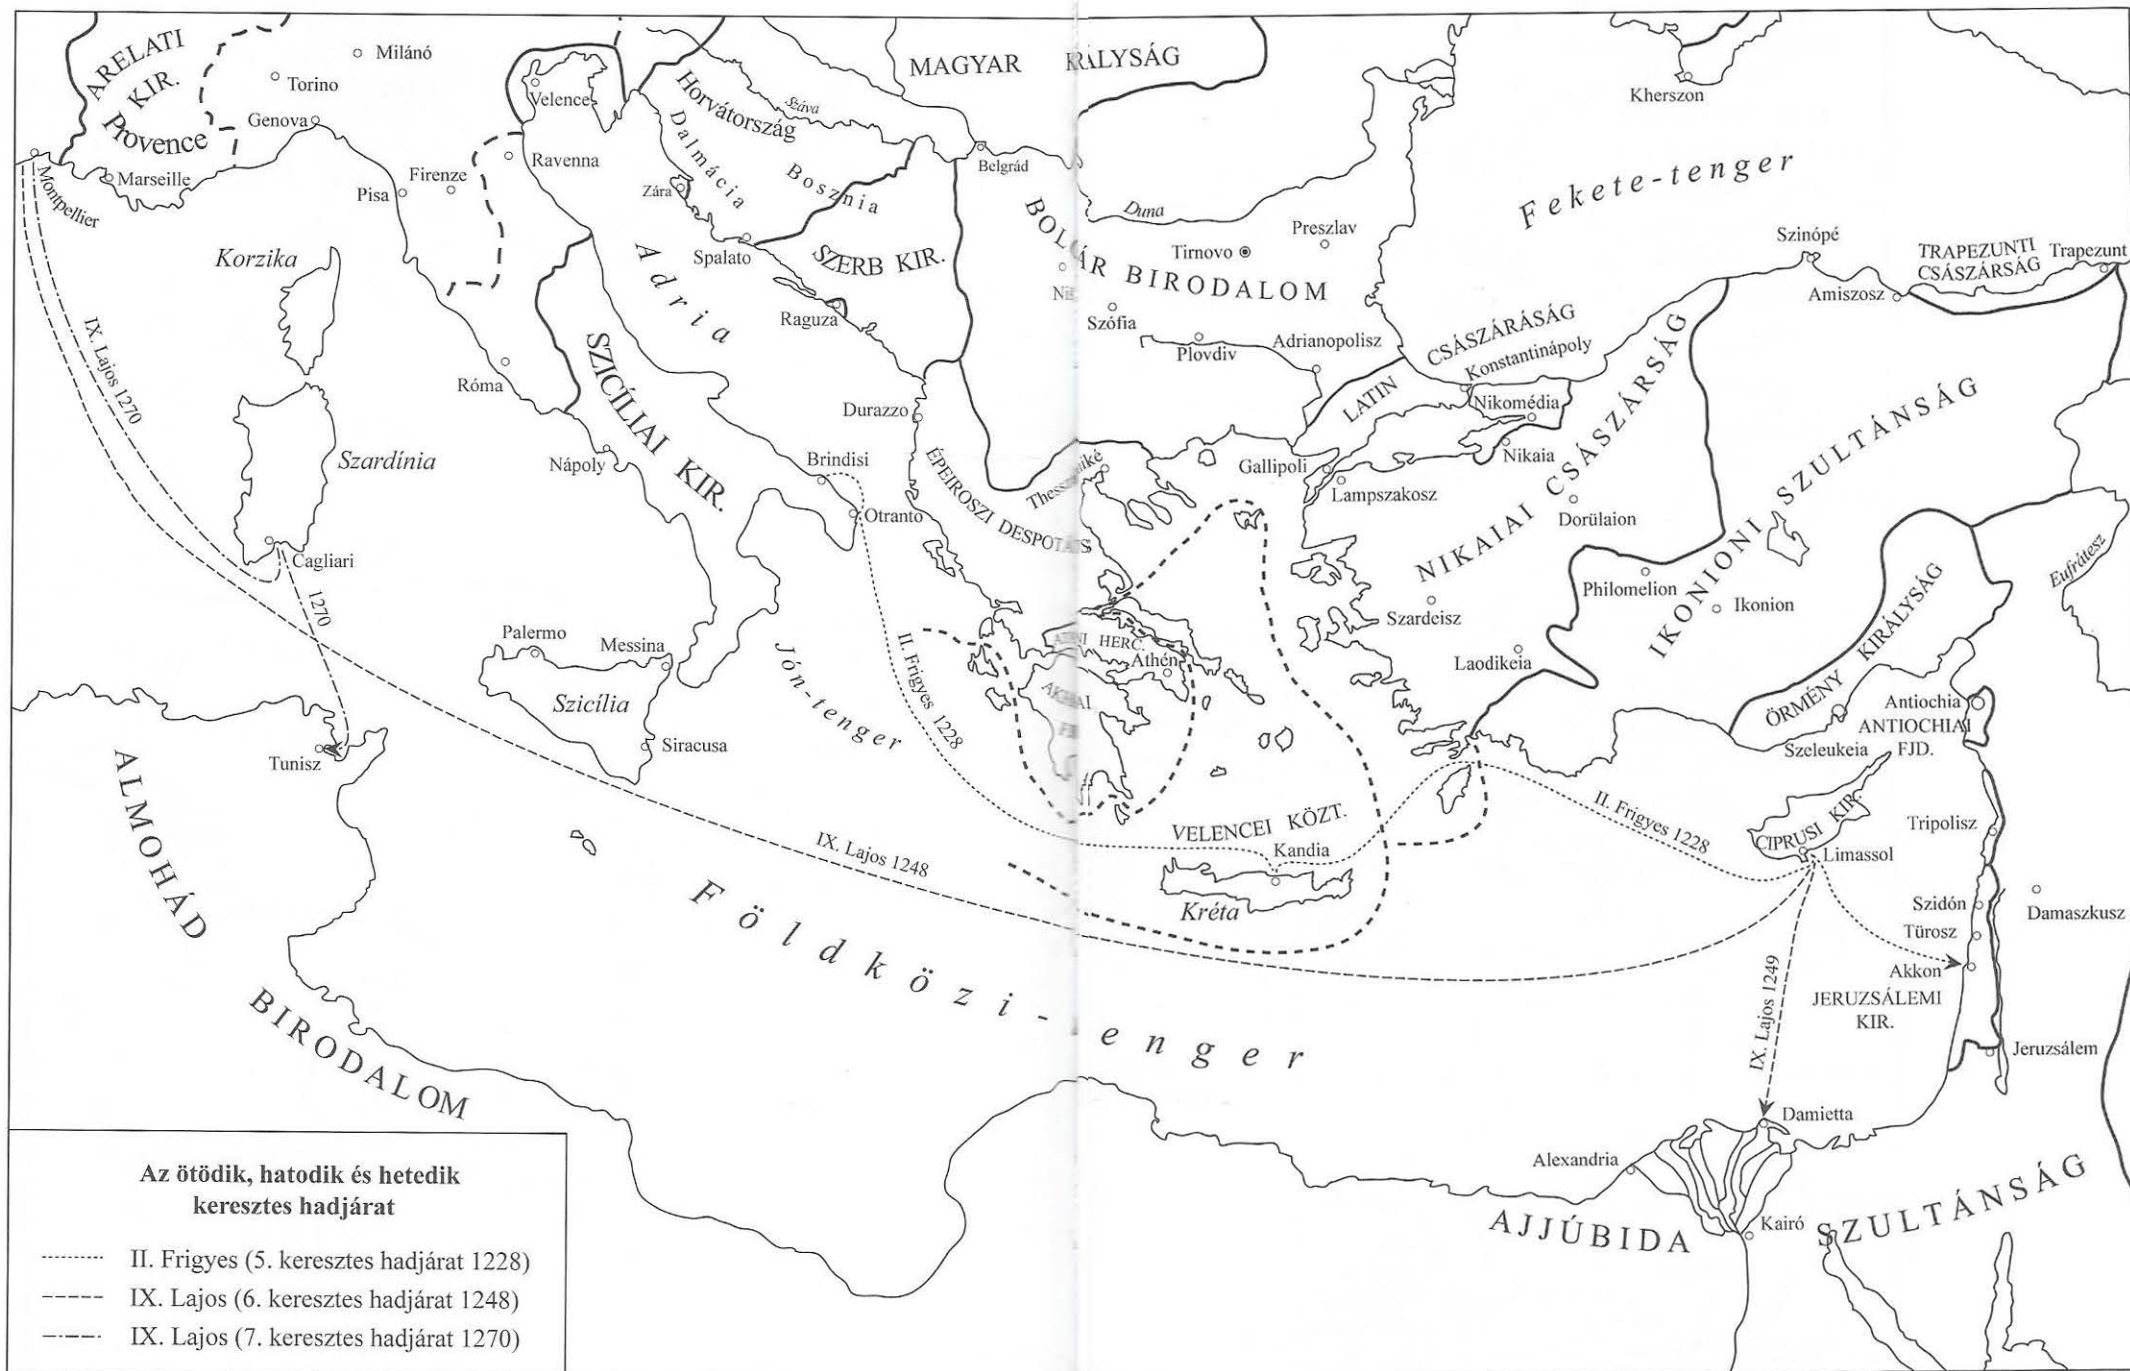 ARELATI
KIR.
Provence
Milánó
Torino
Genova
Velence
Ravenna
Firenze
Pisa
Marseille
Montpellier
Korzika
Szardínia
Cagliari
Róma
Nápoly
SZICÍLIAI KIR.
Brindisi
Otranto
Palermo
Messina
Szicília
Siracusa
Tunisz
IX. Lajos 1270
1270
MAGYAR KIRÁLYSÁG
Horvátország
Száva
Dalmácia
Bosznia
Zára
Spalato
Adria
SZERB KIR.
Raguza
Belgrád
Duna
BOLGÁR BIRODALOM
Tirnovo
Preszlav
Szófia
Plovdiv
Adrianopolisz
Durazzo
ÉPEIROSZI
HERC.
Athén
Jón-tenger
II. Frigyes 1228
Kherszon
Fekete-tenger
Szinópé
Amiszosz
TRAPEZUNTI
CSÁSZÁRSÁG
Trapezunt
LATIN
CSÁSZÁRÁSÁG
Konstantinápoly
Nikomédia
Nikaia
Gallipoli
Lampszakosz
Dorülaion
NIKAIAI CSÁSZÁRSÁG
Szardeisz
Laodikeia
Philomelion
Ikonion
IKONIONI SZULTÁNSÁG
Eufrátesz
ÖRMÉNY KIRÁLYSÁG
Szeleukeia
Antiochia
ANTIOCHIAI
FJD.
CIPRUSI KIR.
Limassol
Tripolisz
Szidón
Türosz
Damaszkusz
Akkon
JERUZSÁLEMI
KIR.
Jeruzsálem
II. Frigyes 1228
VELENCEI KÖZT.
Kandia
Kréta
IX. Lajos 1248
IX. Lajos 1249
Földközi-
enger
ALMOHÁD
BIRODALOM
Damietta
Alexandria
Kairó
AJJÚBIDA SZULTÁNSÁG
Az ötödik, hatodik és hetedik
keresztes hadjárat
II. Frigyes (5. keresztes hadjárat 1228)
IX. Lajos (6. keresztes hadjárat 1248)
IX. Lajos (7. keresztes hadjárat 1270)